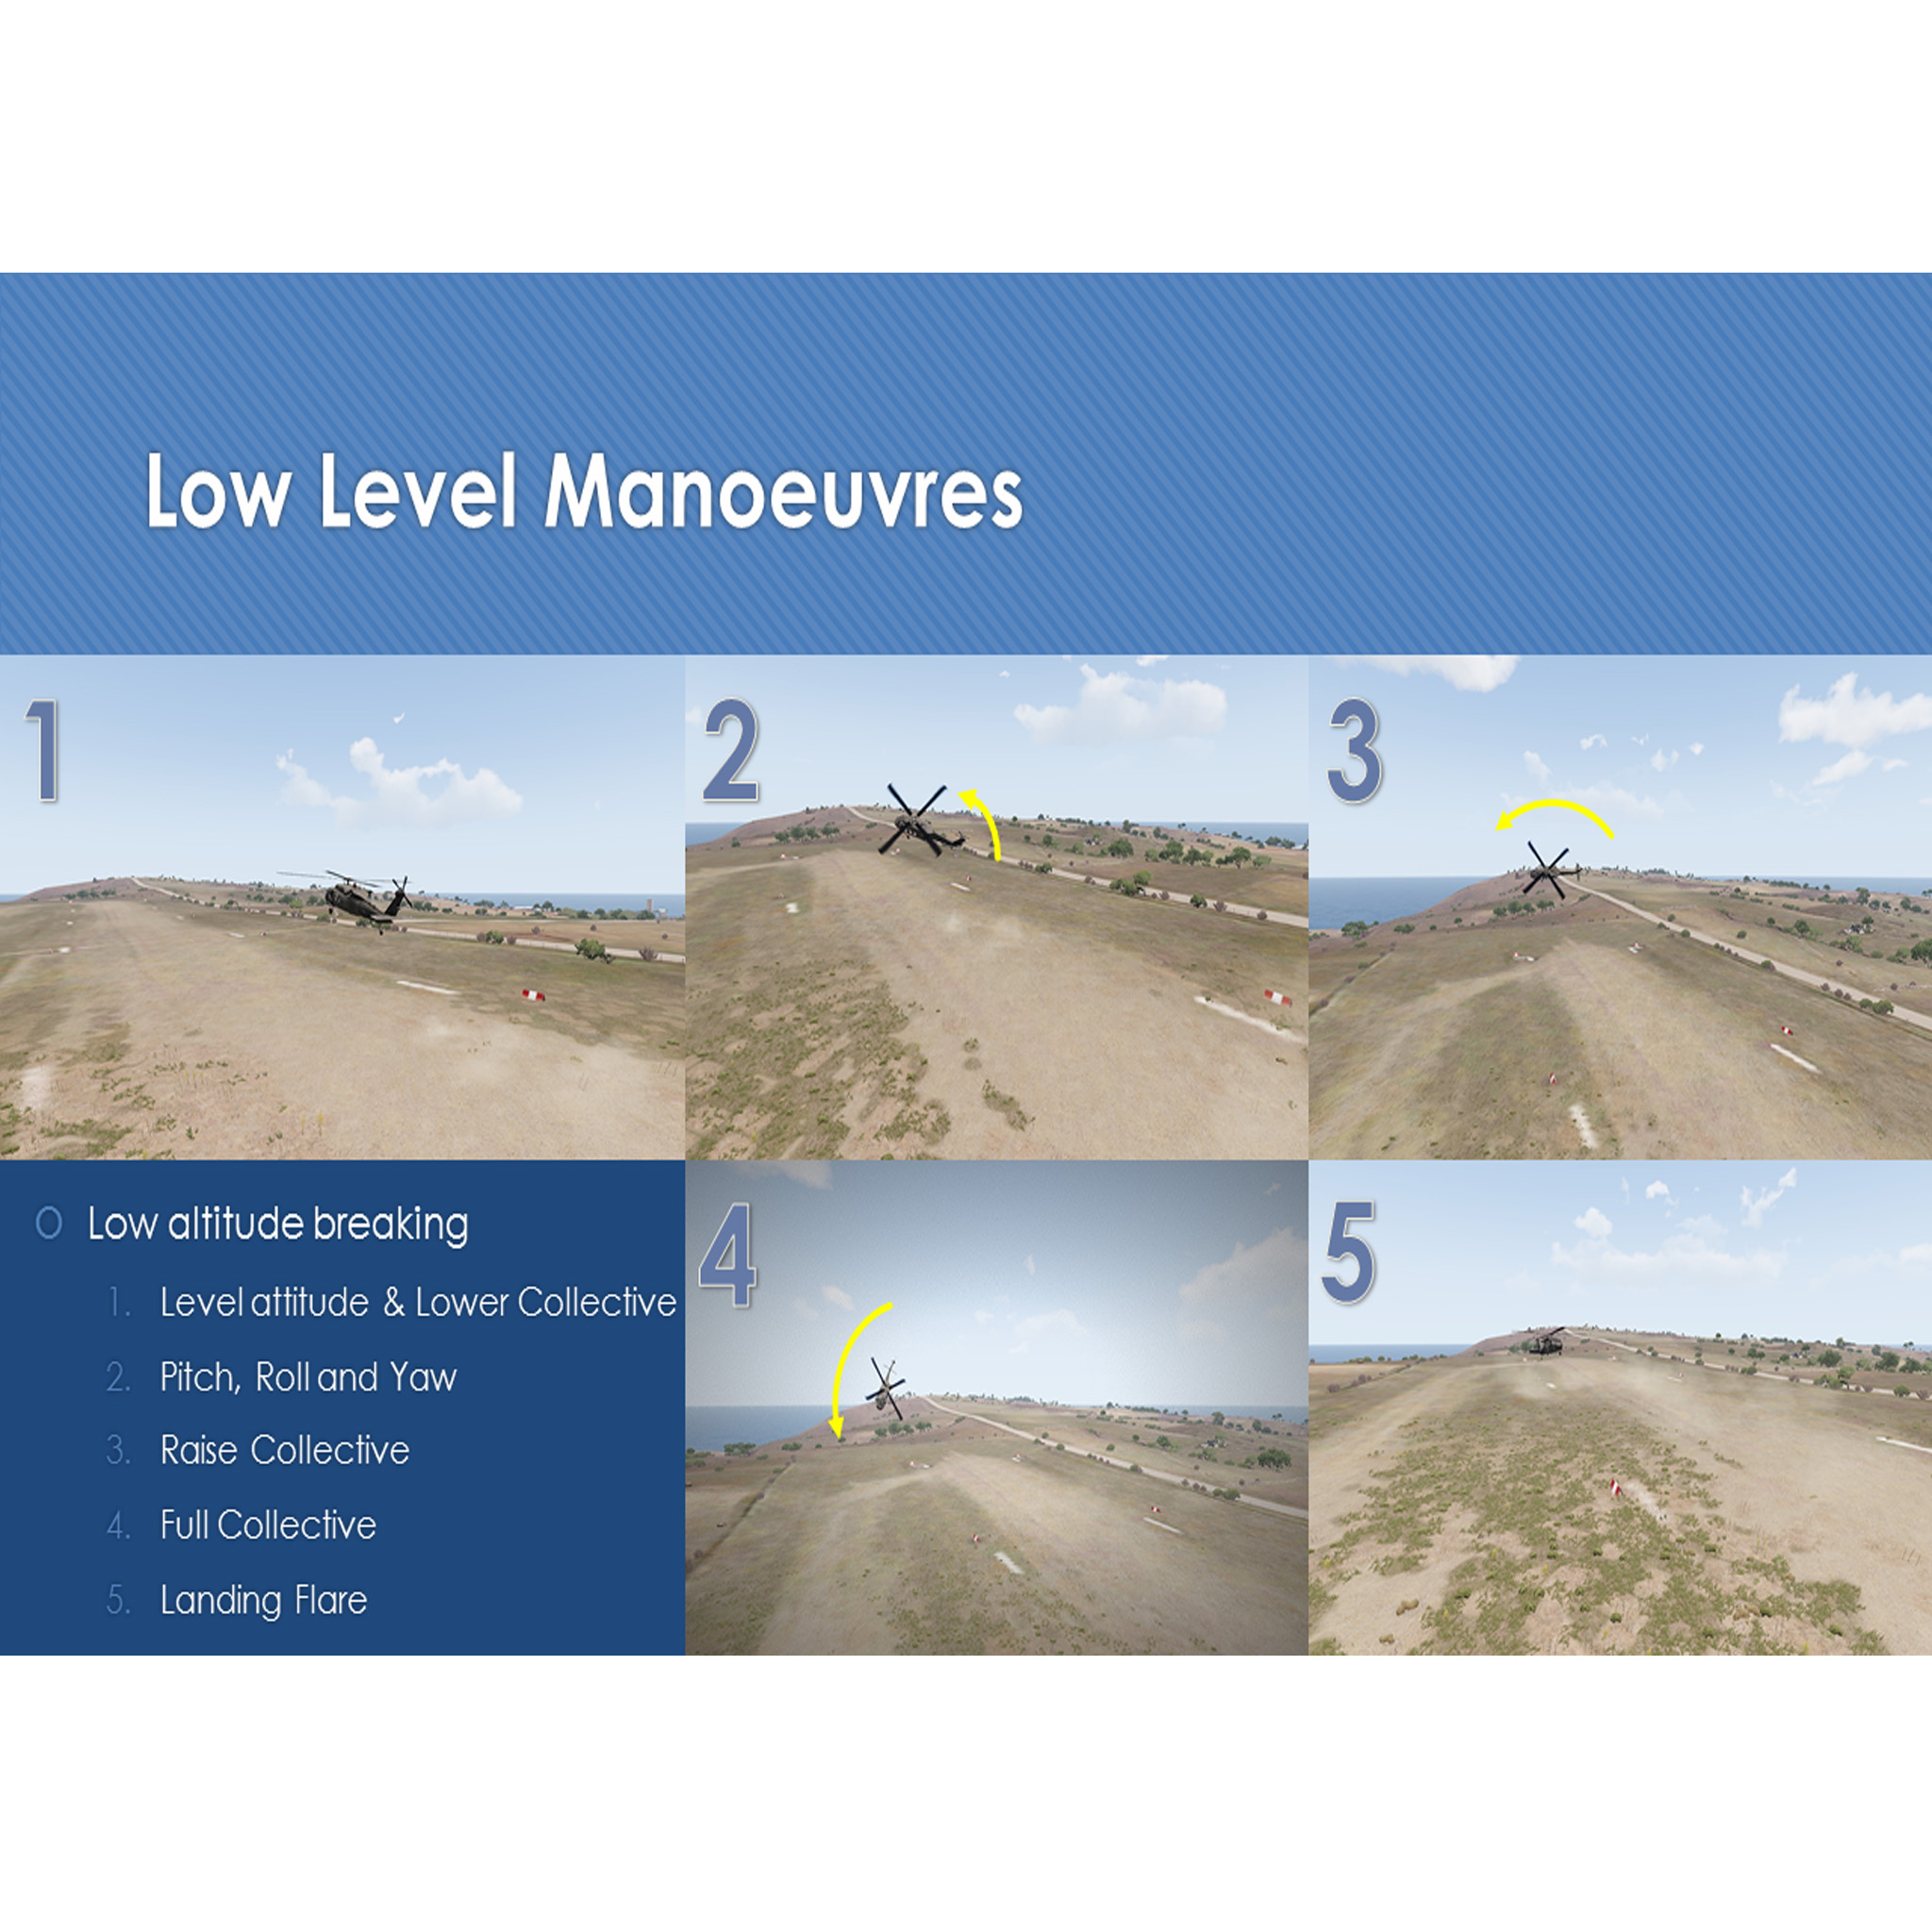 Low Level Manoeuvres
1
2
3
O Low altitude breaking
1. Level attitude & Lower Collective
2. Pitch, Roll and Yaw
3. Raise Collective
4. Full Collective
5. Landing Flare
4
5